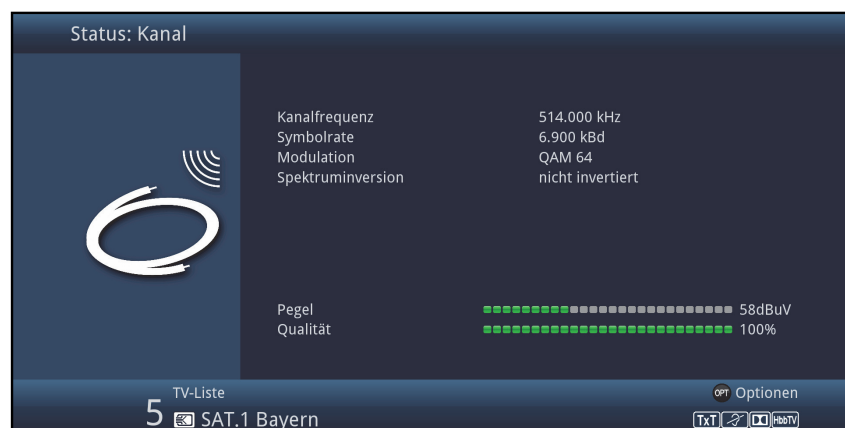 Status: Kanal
Kanalfrequenz 514.000 kHz
Symbolrate 6.900 kBd
Modulation QAM 64
Spektruminversion nicht invertiert
Pegel 58dBuV
Qualität 100%
TV-Liste
OPT Optionen
5 SAT.1 Bayern
TxT HbbTV